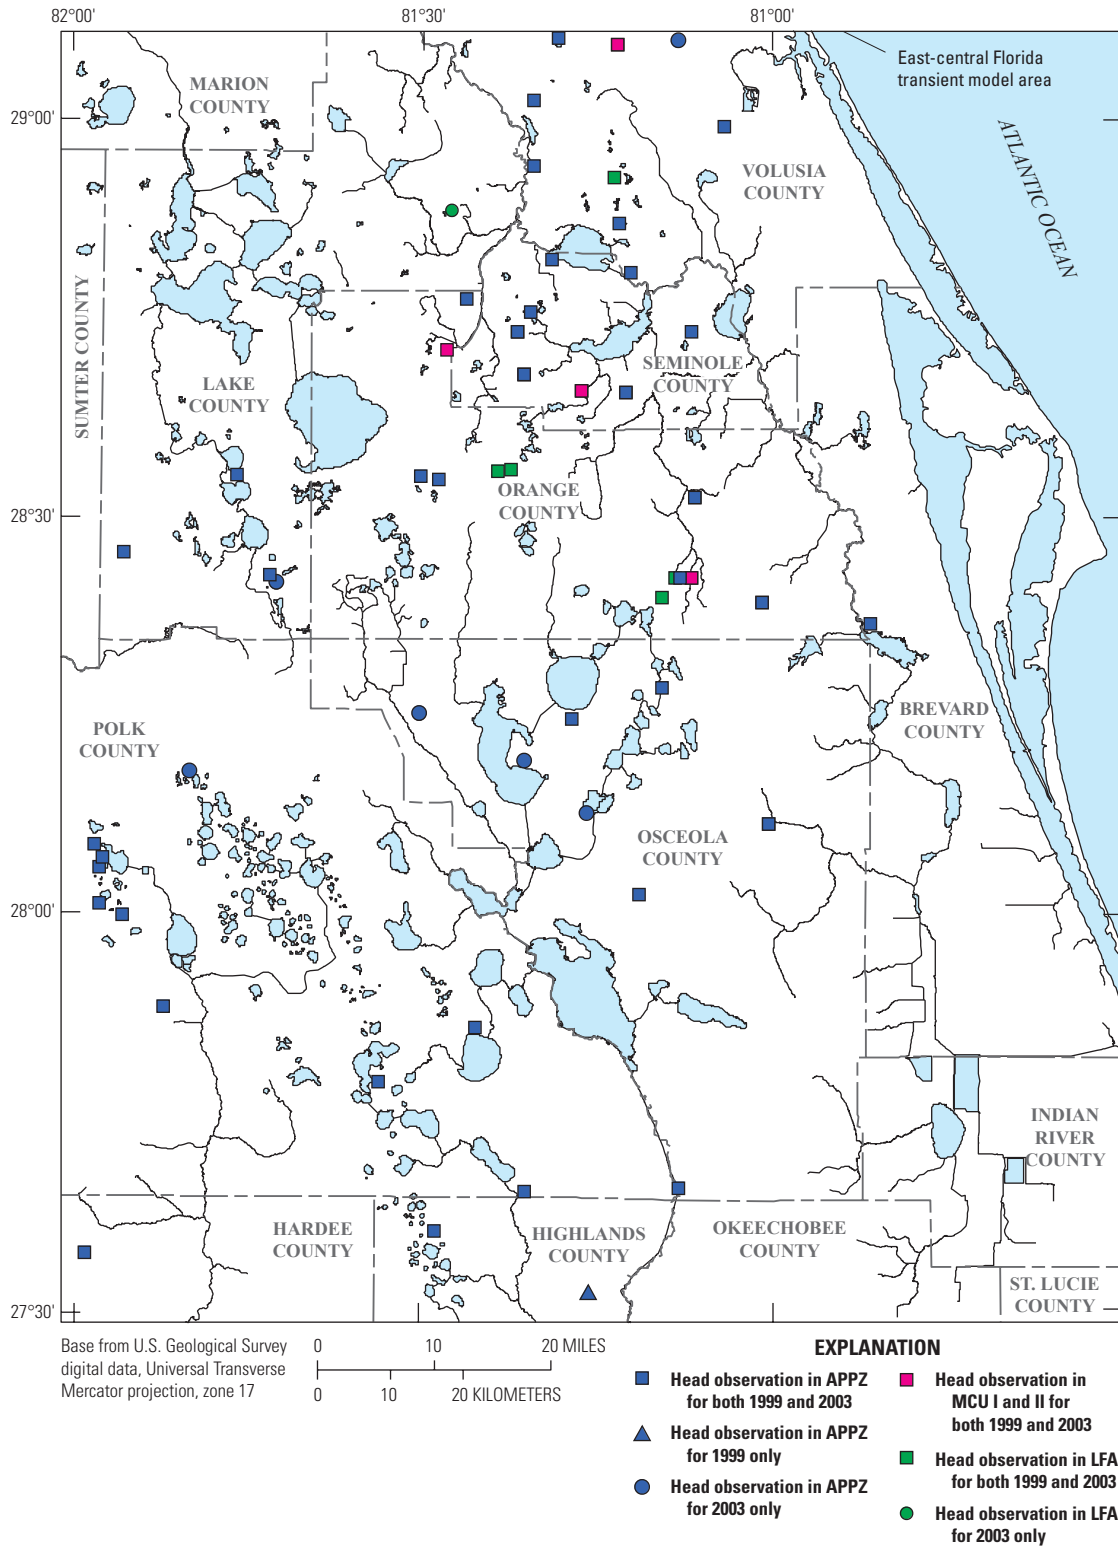 82°00'
81°30'
81°00'
East-central Florida
transient model area
29°00'
28°30'
28°00'
27°30'
MARION
COUNTY
VOLUSIA
COUNTY
ATLANTIC OCEAN
SUMTER COUNTY
LAKE
COUNTY
SEMINOLE
COUNTY
ORANGE
COUNTY
POLK
COUNTY
BREVARD
COUNTY
OSCEOLA
COUNTY
INDIAN
RIVER
COUNTY
HARDEE
COUNTY
HIGHLANDS
COUNTY
OKEECHOBEE
COUNTY
ST. LUCIE
COUNTY
Base from U.S. Geological Survey
digital data, Universal Transverse
Mercator projection, zone 17
0 10 20 MILES
0 10 20 KILOMETERS
EXPLANATION
Head observation in APPZ
for both 1999 and 2003
Head observation in APPZ
for 1999 only
Head observation in APPZ
for 2003 only
Head observation in
MCU I and II for
both 1999 and 2003
Head observation in LFA
for both 1999 and 2003
Head observation in LFA
for 2003 only